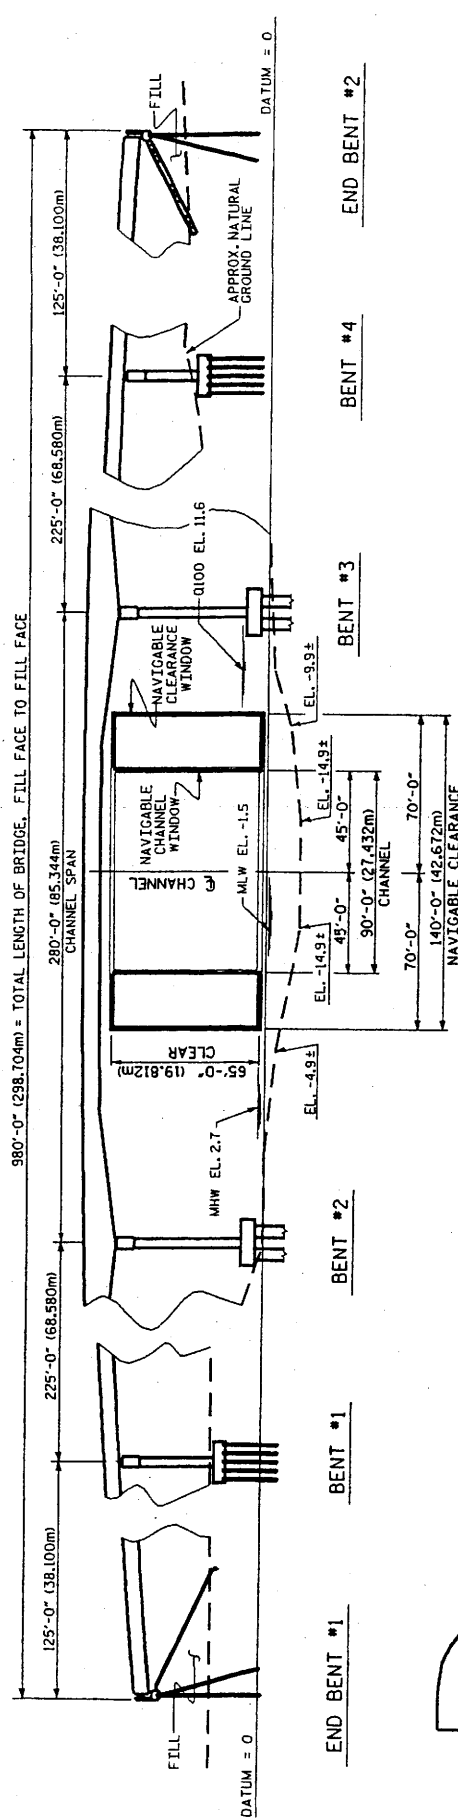 980'-0" (298.704m) = TOTAL LENGTH OF BRIDGE, FILL FACE TO FILL FACE
125'-0" (38.100m)
225'-0" (68.580m)
280'-0" (85.344m)
CHANNEL SPAN
225'-0" (68.580m)
125'-0" (38.100m)
FILL
DATUM = 0
MHW EL. 2.7
65'-0" (19.812m)
CLEAR
NAVIGABLE
CHANNEL
WINDOW
NAVIGABLE
CLEARANCE
WINDOW
℄ CHANNEL
MLW EL. -1.5
Q100 EL. 11.6
APPROX. NATURAL
GROUND LINE
FILL
DATUM = 0
EL. -4.9±
EL. -14.9±
EL. -14.9±
EL. -9.9±
45'-0"
45'-0"
90'-0" (27.432m)
CHANNEL
70'-0"
70'-0"
140'-0" (42.672m)
NAVIGABLE CLEARANCE
END BENT #1
BENT #1
BENT #2
BENT #3
BENT #4
END BENT #2